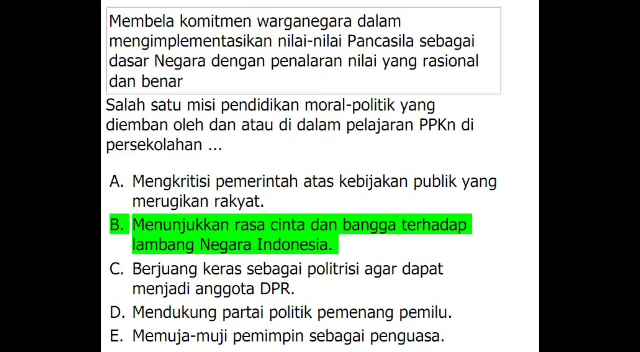 Membela komitmen warganegara dalam
mengimplementasikan nilai-nilai Pancasila sebagai
dasar Negara dengan penalaran nilai yang rasional
dan benar
Salah satu misi pendidikan moral-politik yang
diemban oleh dan atau di dalam pelajaran PPKn di
persekolahan ...
A. Mengkritisi pemerintah atas kebijakan publik yang
merugikan rakyat.
B. Menunjukkan rasa cinta dan bangga terhadap
lambang Negara Indonesia.
C. Berjuang keras sebagai politrisi agar dapat
menjadi anggota DPR.
D. Mendukung partai politik pemenang pemilu.
E. Memuja-muji pemimpin sebagai penguasa.